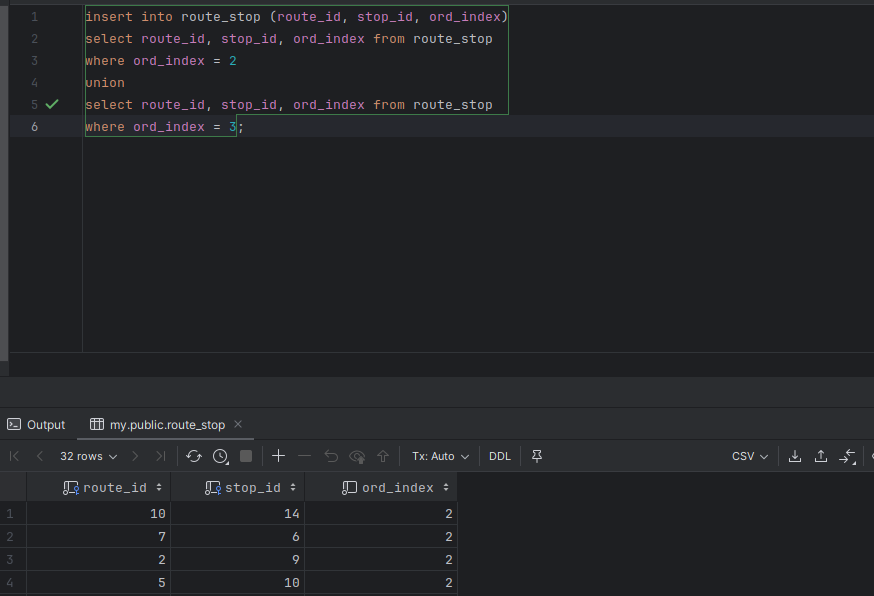 1 insert into route_stop (route_id, stop_id, ord_index)
2 select route_id, stop_id, ord_index from route_stop
3 where ord_index = 2
4 union
5 select route_id, stop_id, ord_index from route_stop
6 where ord_index = 3;
Output my.public.route_stop
32 rows Tx: Auto DDL CSV
route_id stop_id ord_index
1 10 14 2
2 7 6 2
3 2 9 2
4 5 10 2